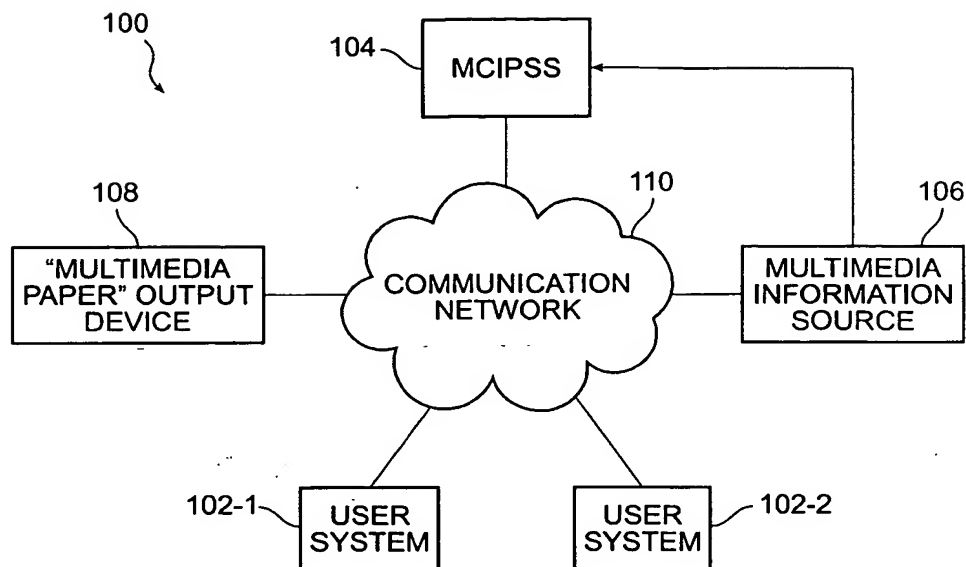 100
104
MCIPSS
108
“MULTIMEDIA
PAPER” OUTPUT
DEVICE
110
COMMUNICATION
NETWORK
106
MULTIMEDIA
INFORMATION
SOURCE
102-1
USER
SYSTEM
USER
SYSTEM
102-2